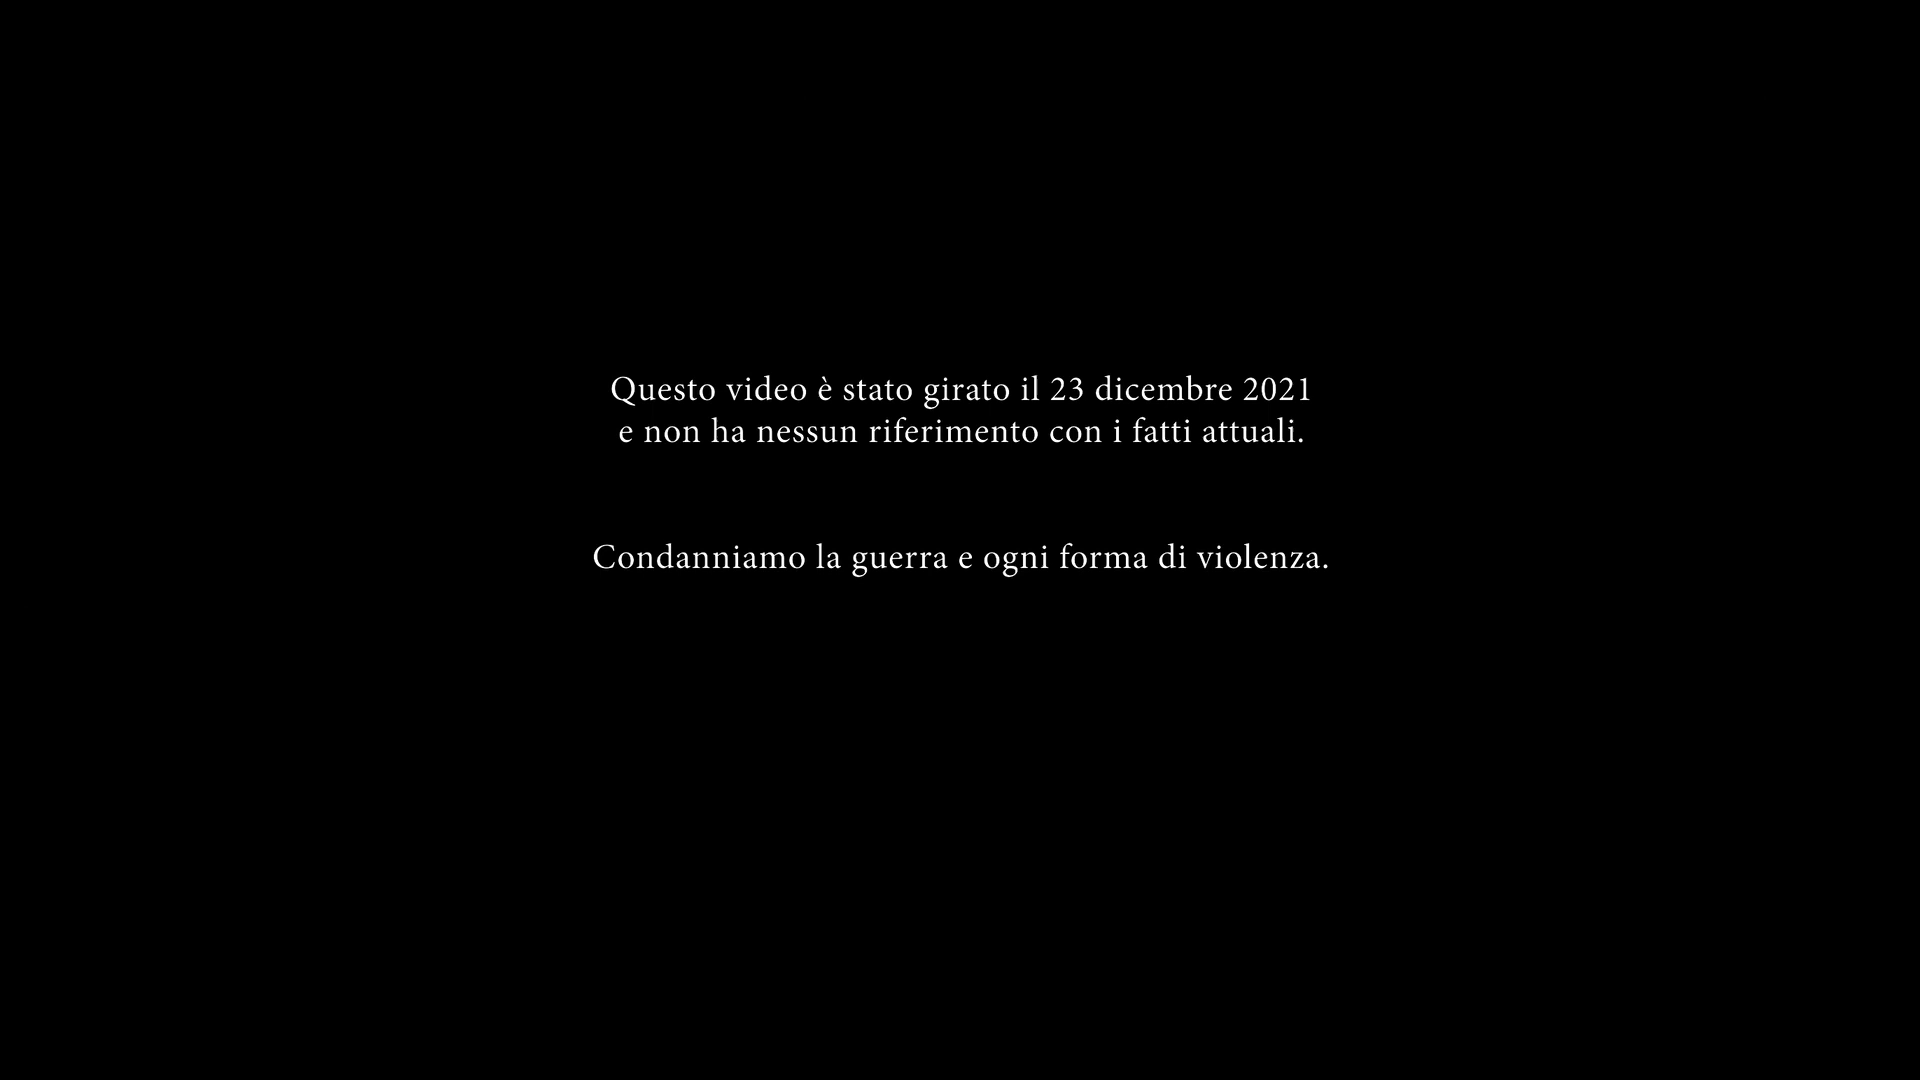 Questo video è stato girato il 23 dicembre 2021
e non ha nessun riferimento con i fatti attuali.
Condanniamo la guerra e ogni forma di violenza.